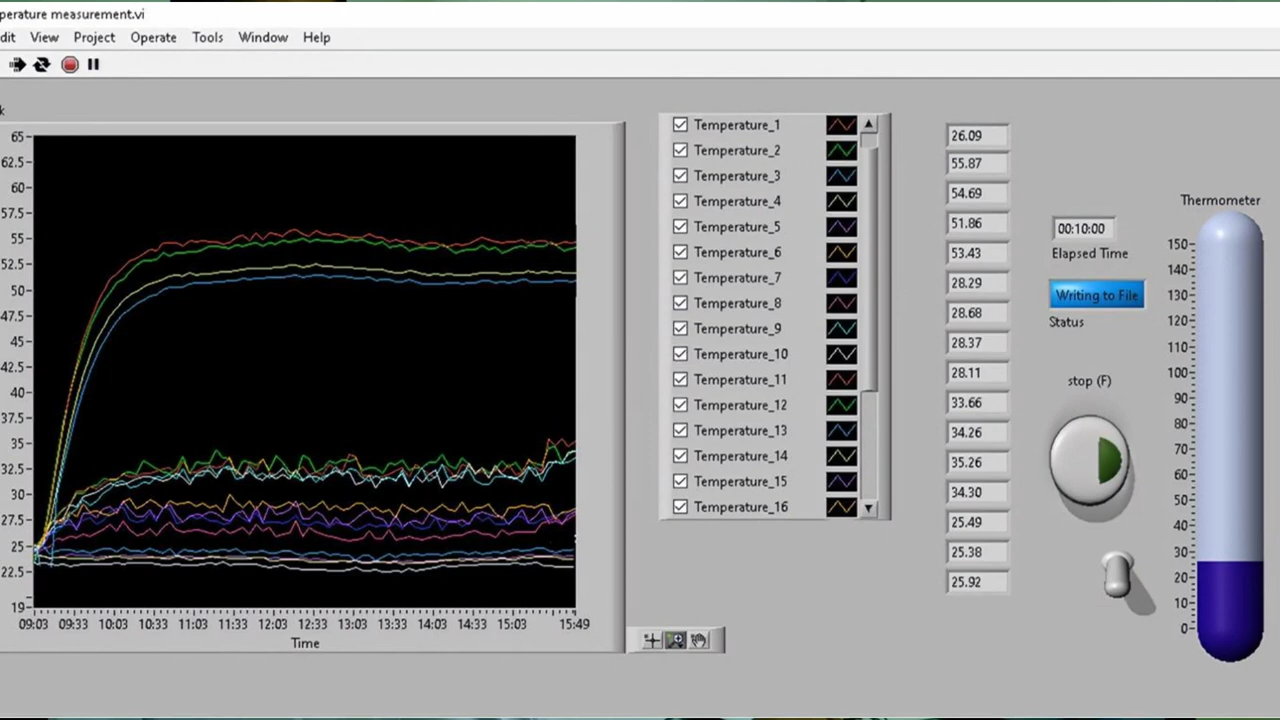 perature measurement.vi
dit View Project Operate Tools Window Help
k
65
62.5
60
57.5
55
52.5
50
47.5
45
42.5
40
37.5
35
32.5
30
27.5
25
22.5
19
09:03 09:33 10:03 10:33 11:03 11:33 12:03 12:33 13:03 13:33 14:03 14:33 15:03 15:49
Time
Temperature_1
Temperature_2
Temperature_3
Temperature_4
Temperature_5
Temperature_6
Temperature_7
Temperature_8
Temperature_9
Temperature_10
Temperature_11
Temperature_12
Temperature_13
Temperature_14
Temperature_15
Temperature_16
26.09
55.87
54.69
51.86
53.43
28.29
28.68
28.37
28.11
33.66
34.26
35.26
34.30
25.49
25.38
25.92
00:10:00
Elapsed Time
Writing to File
Status
stop (F)
Thermometer
150
140
130
120
110
100
90
80
70
60
50
40
30
20
10
0